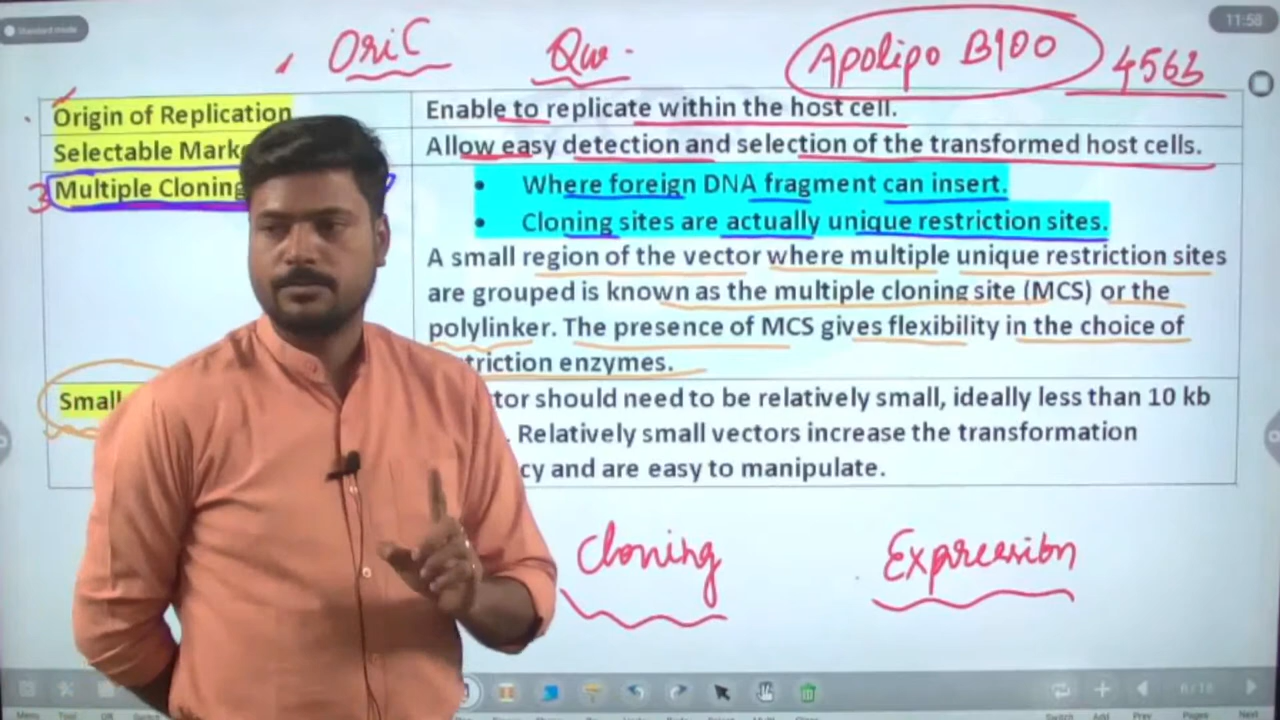 Standard mode
11:58
OriC
Apolipo B100
4563
Origin of Replication
Enable to replicate within the host cell.
Selectable Mark
Allow easy detection and selection of the transformed host cells.
3 Multiple Cloning
• Where foreign DNA fragment can insert.
• Cloning sites are actually unique restriction sites.
A small region of the vector where multiple unique restriction sites
are grouped is known as the multiple cloning site (MCS) or the
polylinker. The presence of MCS gives flexibility in the choice of
triction enzymes.
Small
tor should need to be relatively small, ideally less than 10 kb
. Relatively small vectors increase the transformation
cy and are easy to manipulate.
Cloning
Expression